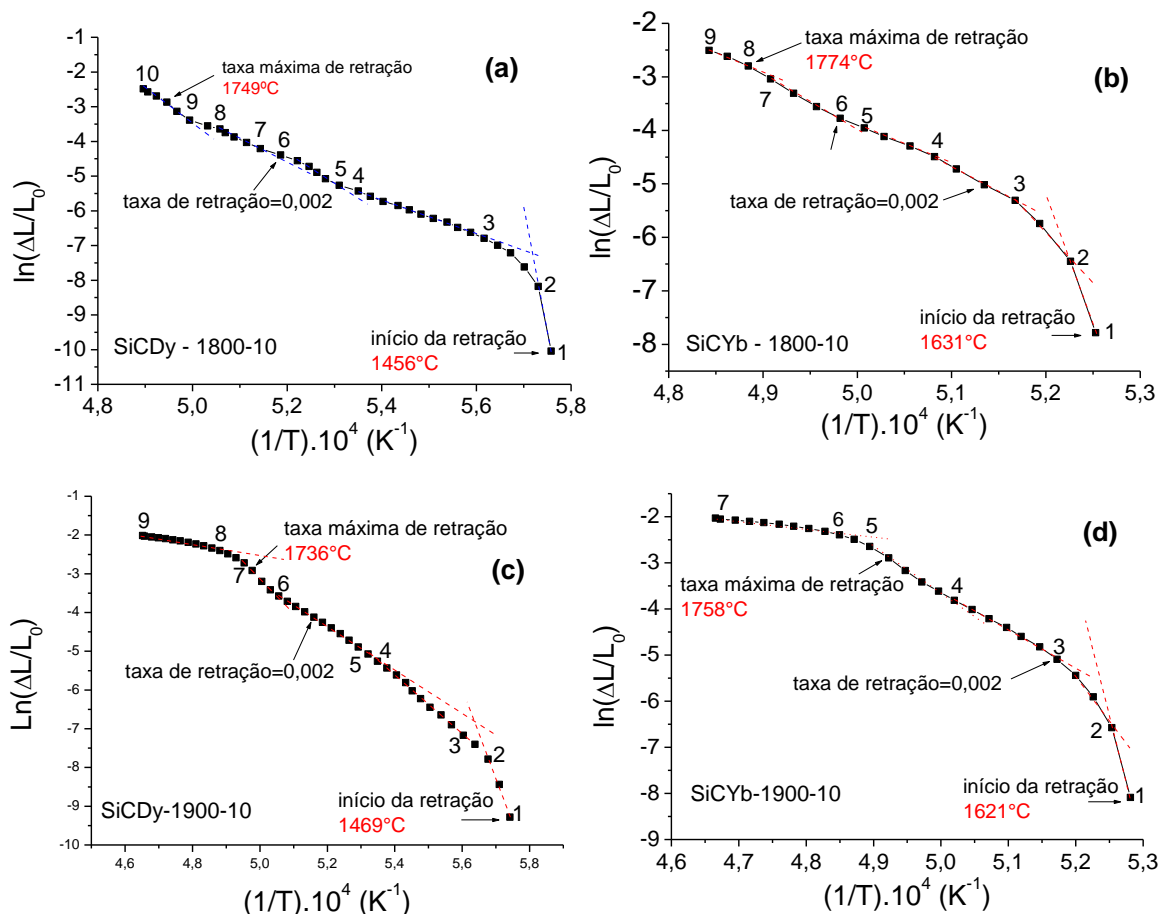 (a)
ln(ΔL/L₀)
-1
-2
-3
-4
-5
-6
-7
-8
-9
-10
-11
10
9
8
7
6
5
4
3
2
1
taxa máxima de retração
1749ºC
taxa de retração=0,002
início da retração
1456°C
SiCDy - 1800-10
4,8 5,0 5,2 5,4 5,6 5,8
(1/T).10⁴ (K⁻¹)
(b)
ln(ΔL/L₀)
-2
-3
-4
-5
-6
-7
-8
9
8
7
6
5
4
3
2
1
taxa máxima de retração
1774°C
taxa de retração=0,002
início da retração
1631°C
SiCYb - 1800-10
4,8 4,9 5,0 5,1 5,2 5,3
(1/T).10⁴ (K⁻¹)
(c)
Ln(ΔL/L₀)
-1
-2
-3
-4
-5
-6
-7
-8
-9
-10
9
8
7
6
5
4
3
2
1
taxa máxima de retração
1736°C
taxa de retração=0,002
início da retração
1469°C
SiCDy-1900-10
4,6 4,8 5,0 5,2 5,4 5,6 5,8
(1/T).10⁴ (K⁻¹)
(d)
ln(ΔL/L₀)
-1
-2
-3
-4
-5
-6
-7
-8
-9
7
6
5
4
3
2
1
taxa máxima de retração
1758°C
taxa de retração=0,002
início da retração
1621°C
SiCYb-1900-10
4,6 4,7 4,8 4,9 5,0 5,1 5,2 5,3
(1/T).10⁴ (K⁻¹)